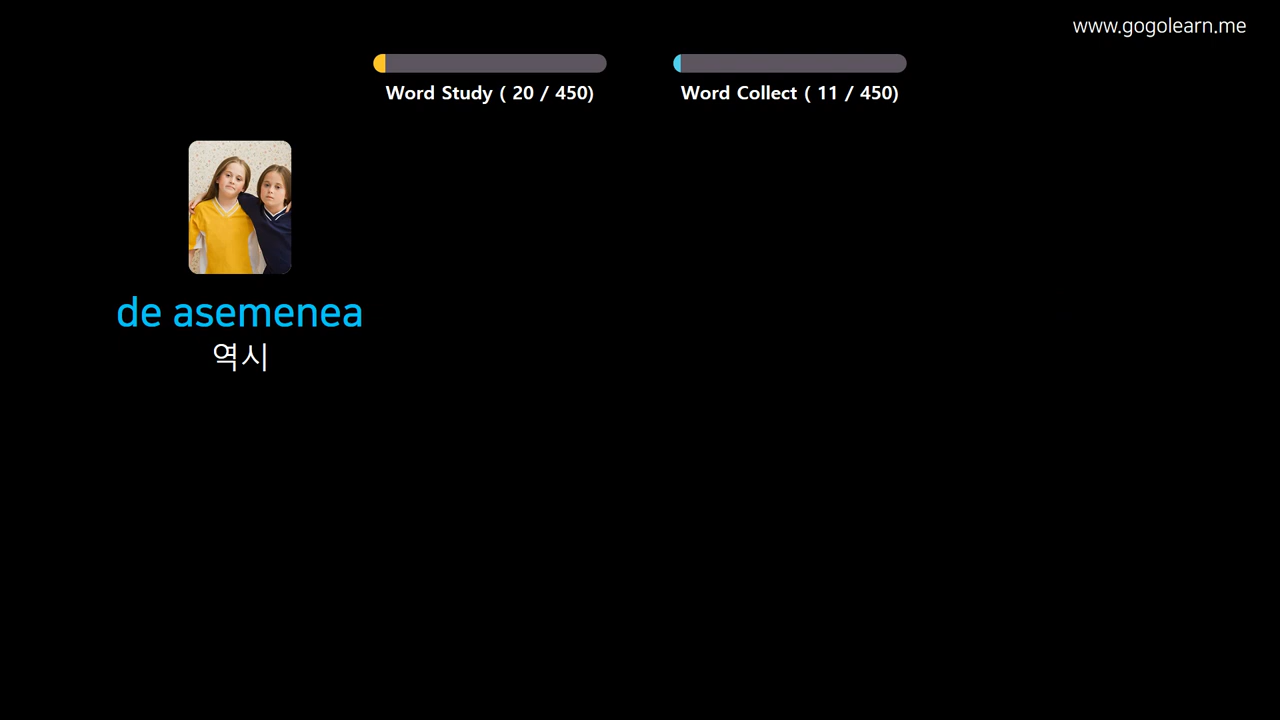 www.gogolearn.me
Word Study ( 20 / 450)
Word Collect ( 11 / 450)
de asemenea
역시